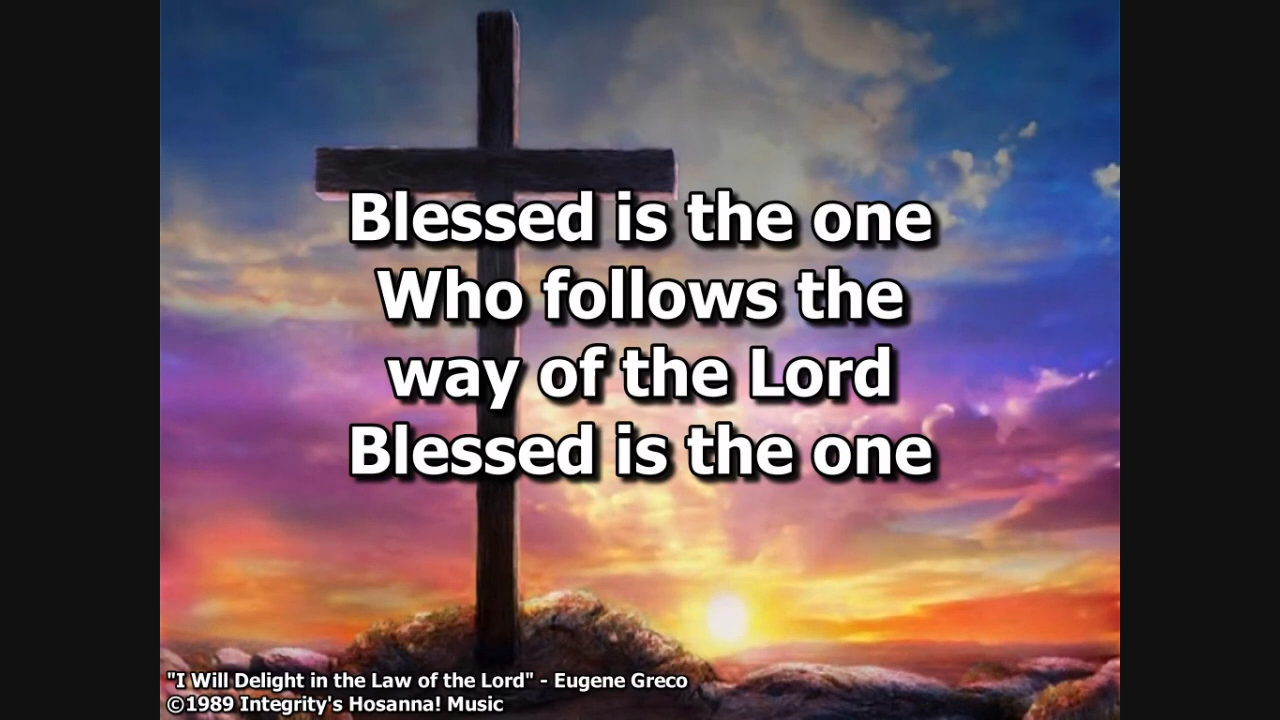 Blessed is the one
Who follows the
way of the Lord
Blessed is the one
"I Will Delight in the Law of the Lord" - Eugene Greco
©1989 Integrity's Hosanna! Music